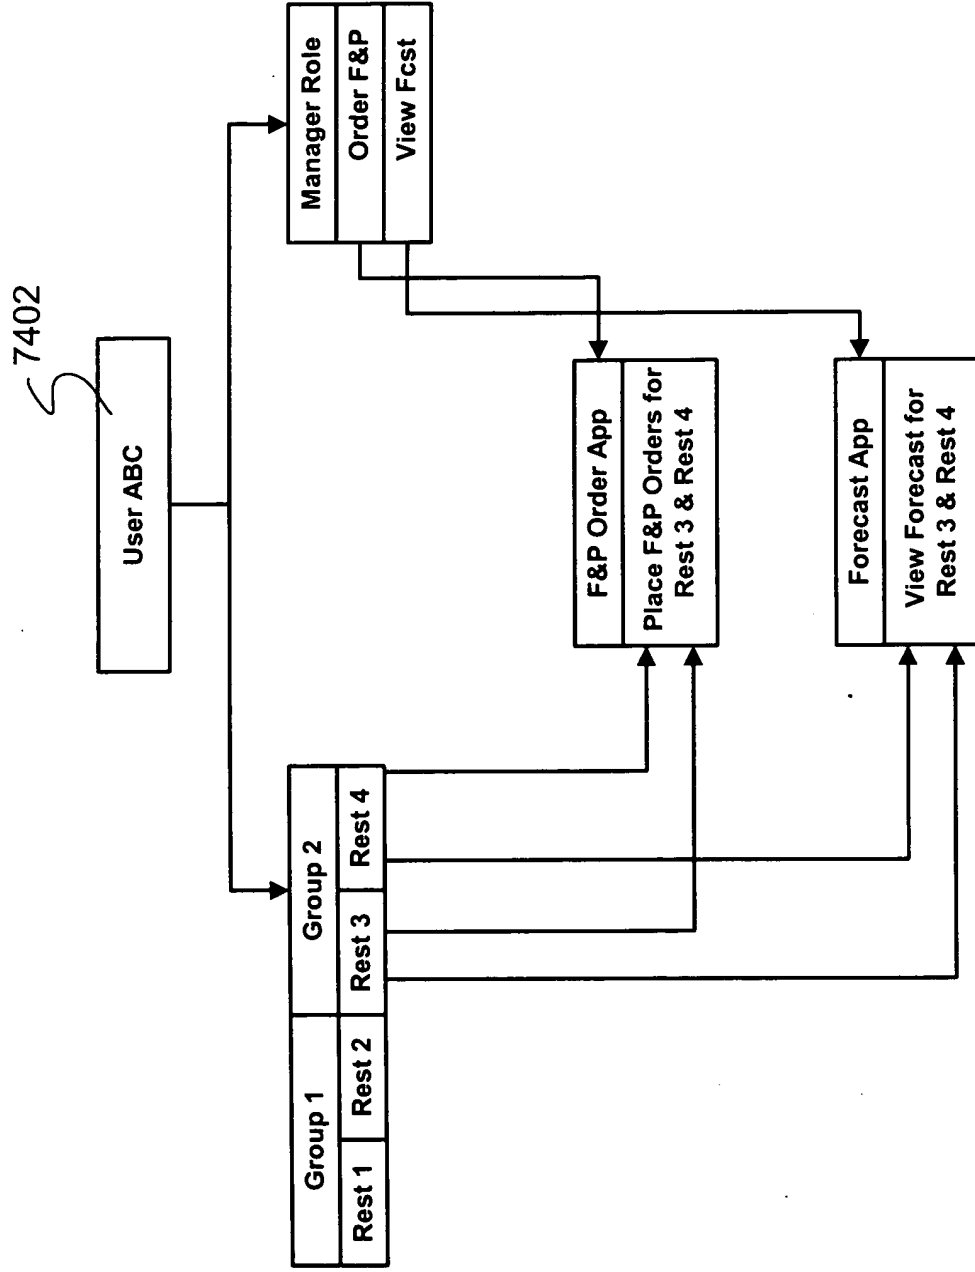 7402
User ABC
Group 1
Group 2
Rest 1
Rest 2
Rest 3
Rest 4
Manager Role
Order F&P
View Fcst
F&P Order App
Place F&P Orders for
Rest 3 & Rest 4
Forecast App
View Forecast for
Rest 3 & Rest 4